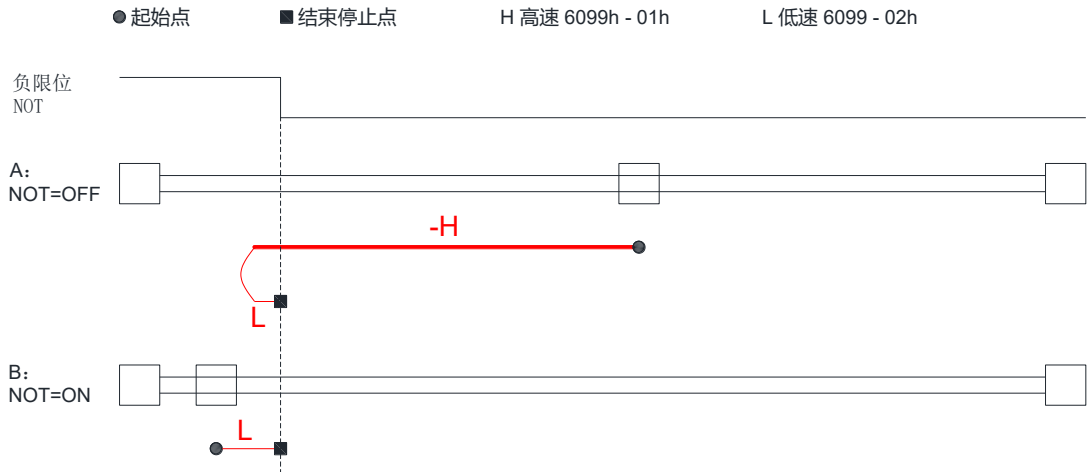 起始点 结束停止点 H 高速 6099h - 01h L 低速 6099 - 02h
负限位
NOT
A：
NOT=OFF
-H
L
B：
NOT=ON
L